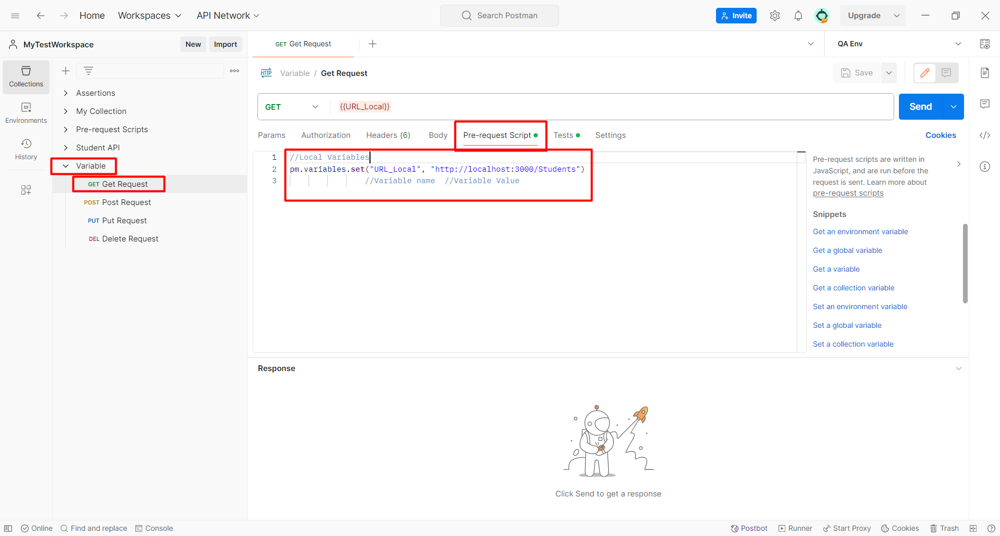 Home Workspaces API Network Search Postman Invite Upgrade
MyTestWorkspace New Import
GET Get Request QA Env
Collections
Environments
History
Assertions
My Collection
Pre-request Scripts
Student API
Variable
GET Get Request
POST Post Request
PUT Put Request
DEL Delete Request
HTTP Variable / Get Request Save
GET {{URL_Local}} Send
Params Authorization Headers (6) Body Pre-request Script Tests Settings Cookies
1 //Local Variables
2 pm.variables.set("URL_Local", "http://localhost:3000/Students")
3 //Variable name //Variable Value
Pre-request scripts are written in
JavaScript, and are run before the
request is sent. Learn more about
pre-request scripts
Snippets
Get an environment variable
Get a global variable
Get a variable
Get a collection variable
Set an environment variable
Set a global variable
Set a collection variable
Response
Click Send to get a response
Online Find and replace Console Postbot Runner Start Proxy Cookies Trash